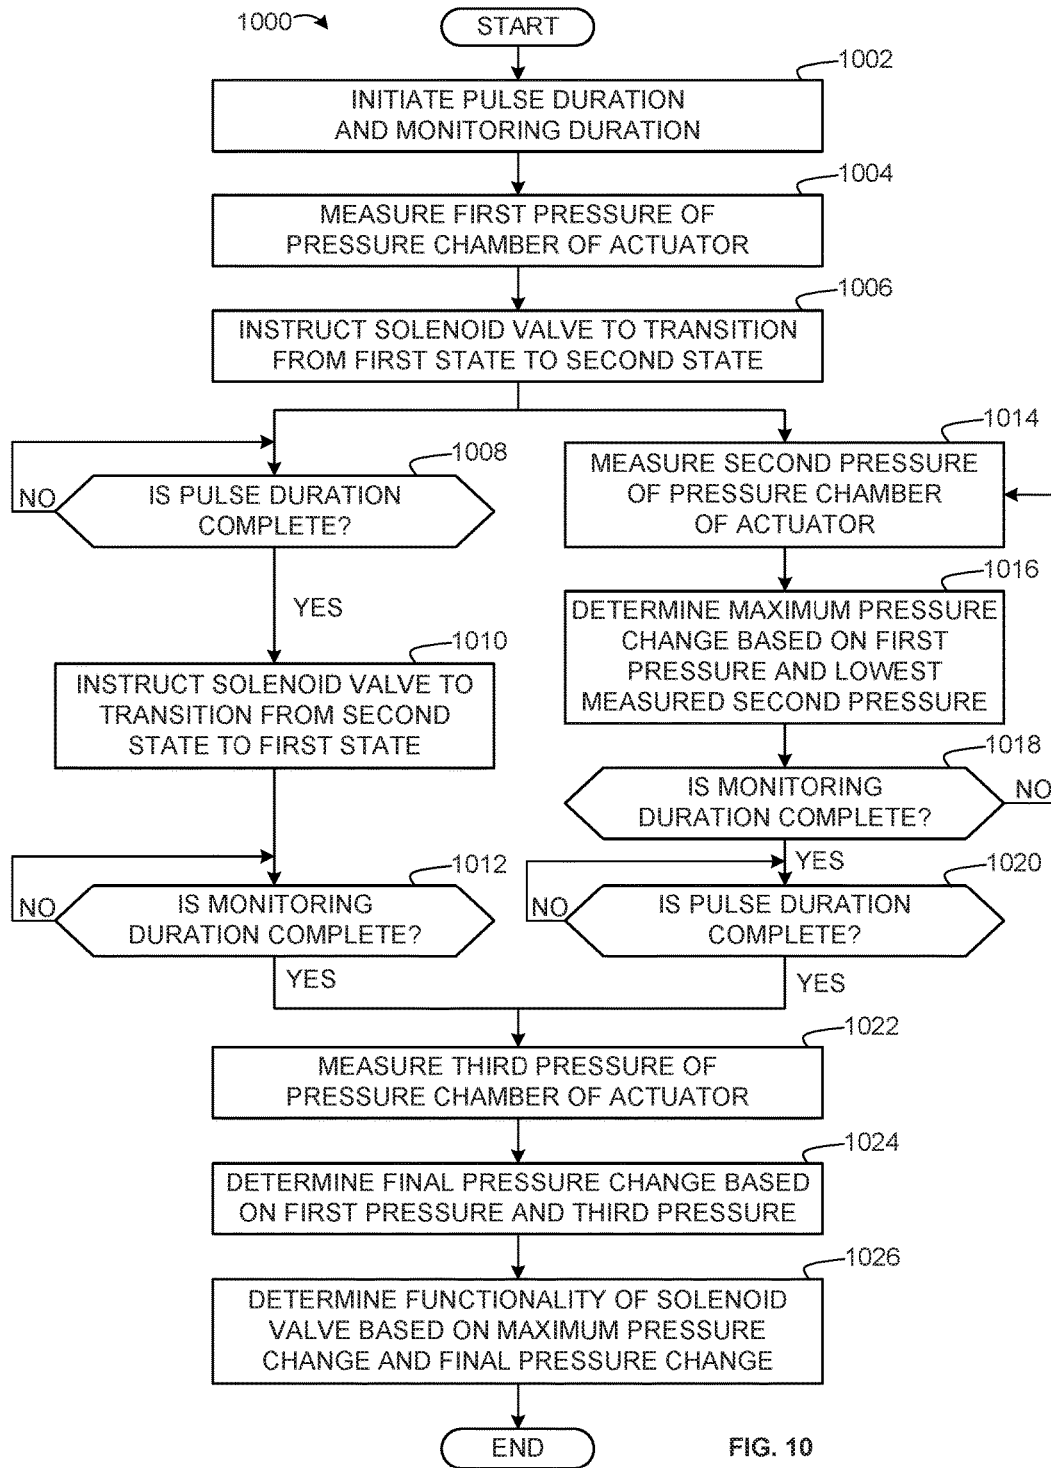 1000
START
1002
INITIATE PULSE DURATION
AND MONITORING DURATION
1004
MEASURE FIRST PRESSURE OF
PRESSURE CHAMBER OF ACTUATOR
1006
INSTRUCT SOLENOID VALVE TO TRANSITION
FROM FIRST STATE TO SECOND STATE
1008
IS PULSE DURATION
COMPLETE?
NO
YES
1010
INSTRUCT SOLENOID VALVE TO
TRANSITION FROM SECOND
STATE TO FIRST STATE
1012
IS MONITORING
DURATION COMPLETE?
NO
YES
1014
MEASURE SECOND PRESSURE
OF PRESSURE CHAMBER
OF ACTUATOR
1016
DETERMINE MAXIMUM PRESSURE
CHANGE BASED ON FIRST
PRESSURE AND LOWEST
MEASURED SECOND PRESSURE
1018
IS MONITORING
DURATION COMPLETE?
NO
YES
1020
IS PULSE DURATION
COMPLETE?
NO
YES
1022
MEASURE THIRD PRESSURE OF
PRESSURE CHAMBER OF ACTUATOR
1024
DETERMINE FINAL PRESSURE CHANGE BASED
ON FIRST PRESSURE AND THIRD PRESSURE
1026
DETERMINE FUNCTIONALITY OF SOLENOID
VALVE BASED ON MAXIMUM PRESSURE
CHANGE AND FINAL PRESSURE CHANGE
END
FIG. 10